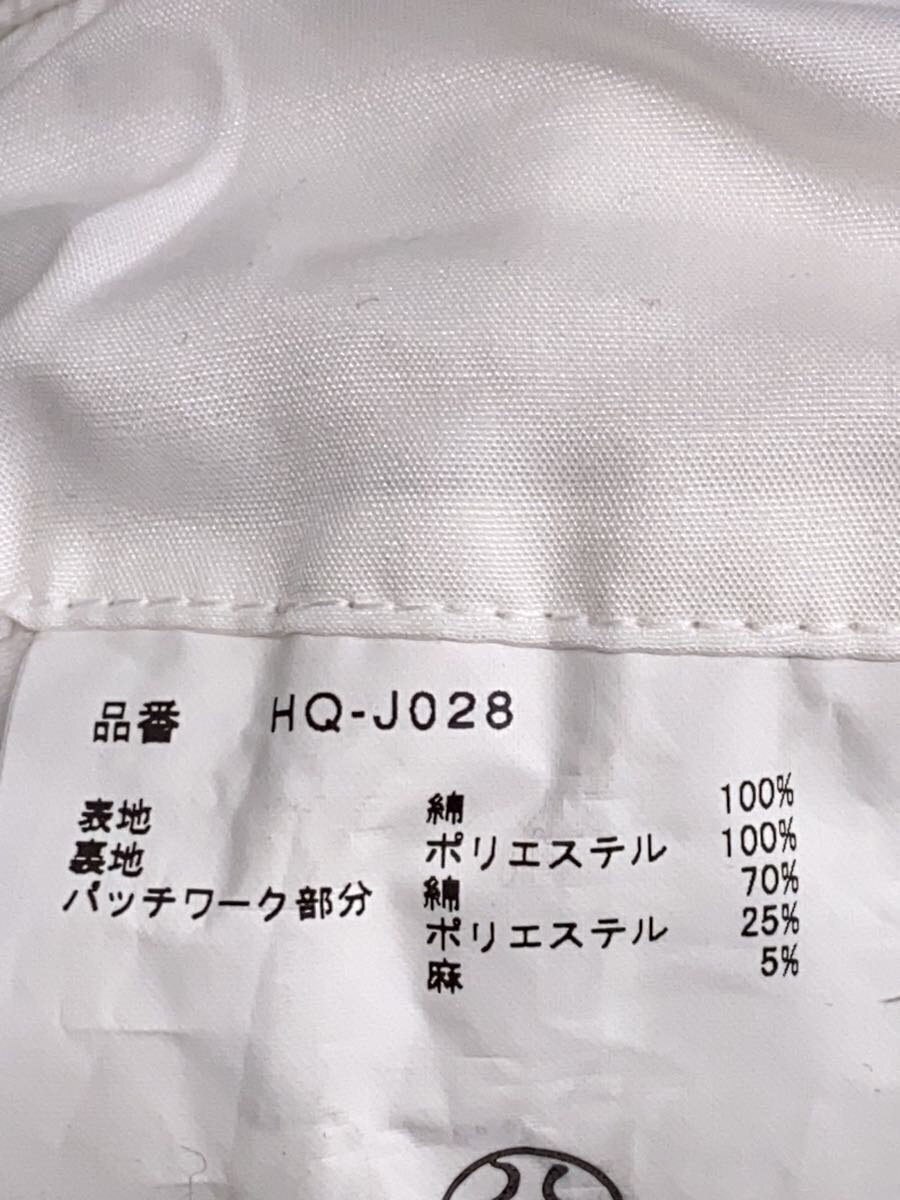 品番 HQ-J028
表地 綿 100%
裏地 ポリエステル 100%
パッチワーク部分 綿 70%
ポリエステル 25%
麻 5%